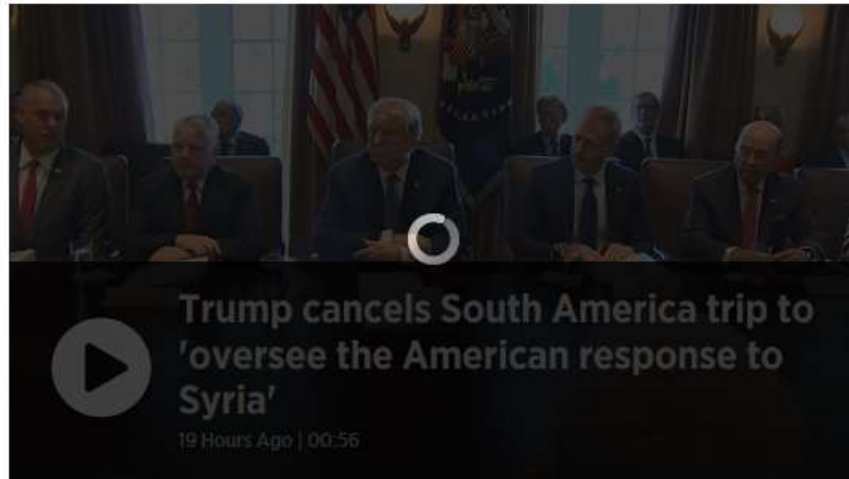 Trump cancels South America trip to
'oversee the American response to
Syria'
19 Hours Ago | 00:56